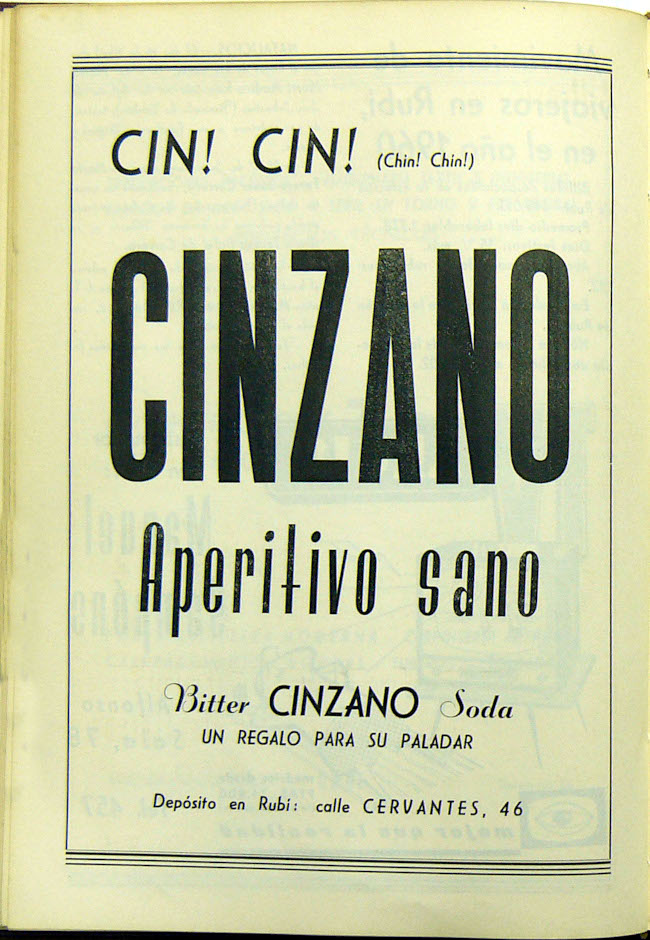 CIN! CIN! (Chin! Chin!)
CINZANO
Aperitivo sano
Bitter CINZANO Soda
UN REGALO PARA SU PALADAR
Depósito en Rubí: calle CERVANTES, 46